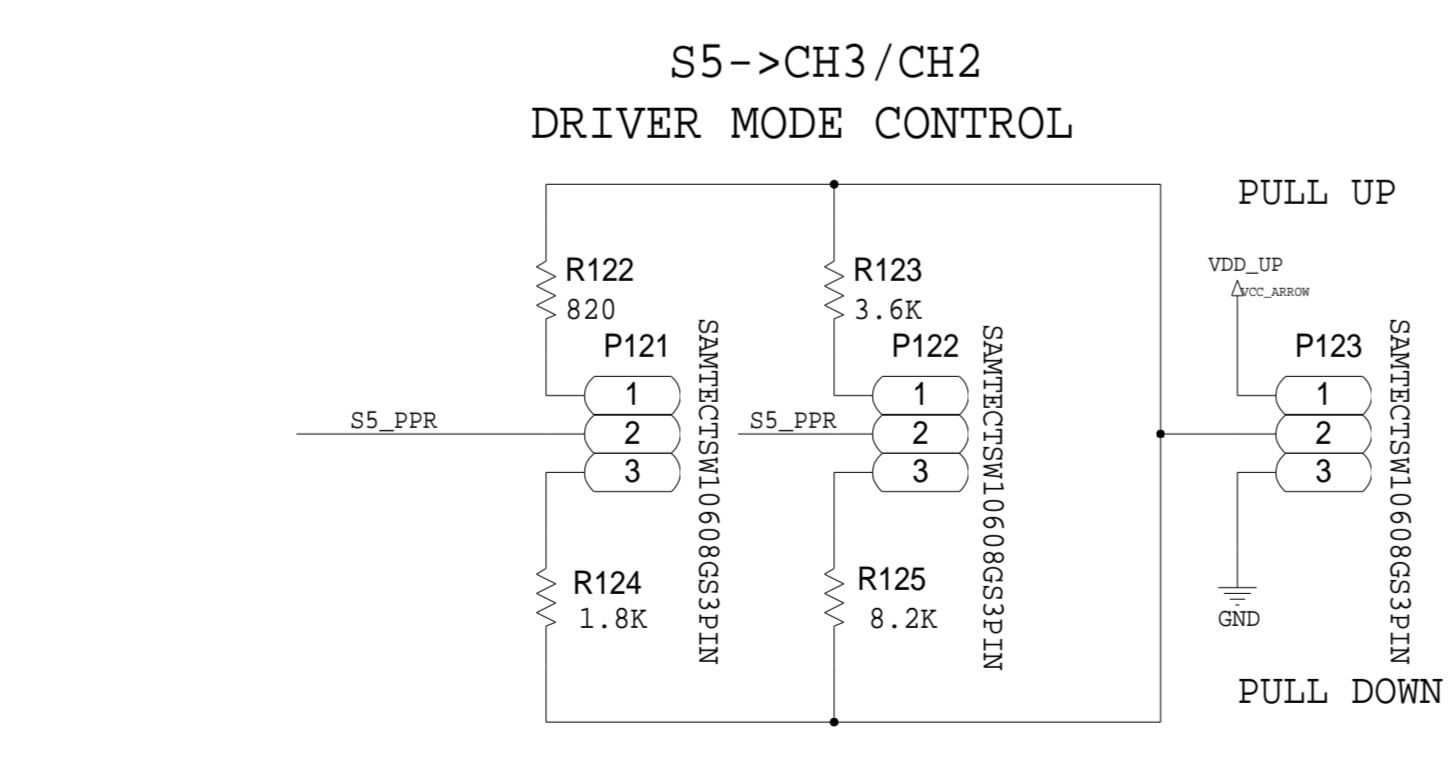 S5->CH3/CH2
DRIVER MODE CONTROL
PULL UP
R122
820
R123
3.6K
VDD_UP
VCC_ARROW
P121
1
2
3
SAMTECTSW10608GS3PIN
S5_PPR
P122
1
2
3
SAMTECTSW10608GS3PIN
S5_PPR
P123
1
2
3
SAMTECTSW10608GS3PIN
R124
1.8K
R125
8.2K
GND
PULL DOWN